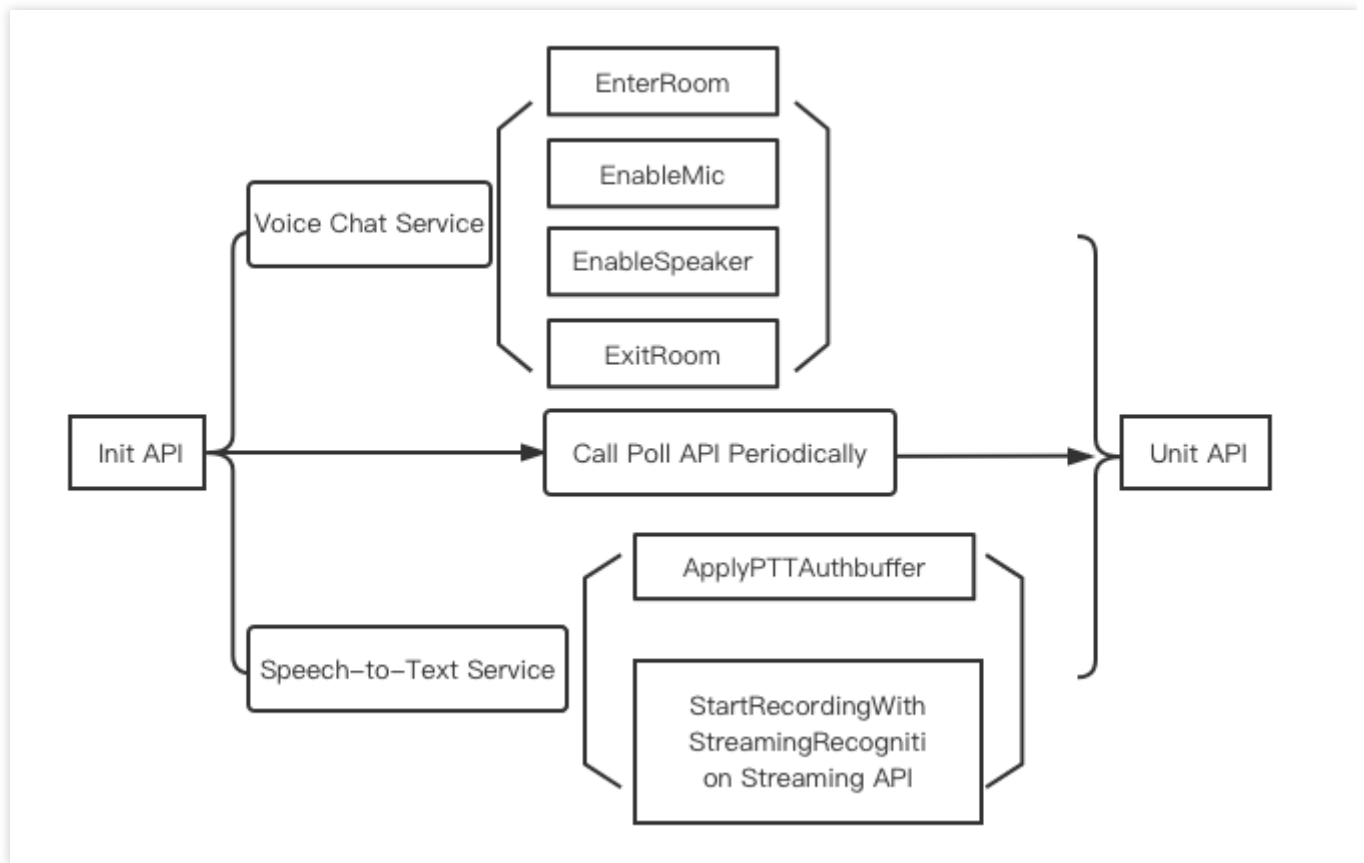 EnterRoom
EnableMic
Voice Chat Service
EnableSpeaker
ExitRoom
Init API
Call Poll API Periodically
Unit API
ApplyPTTAuthbuffer
Speech-to-Text Service
StartRecordingWith
StreamingRecogniti
on Streaming API